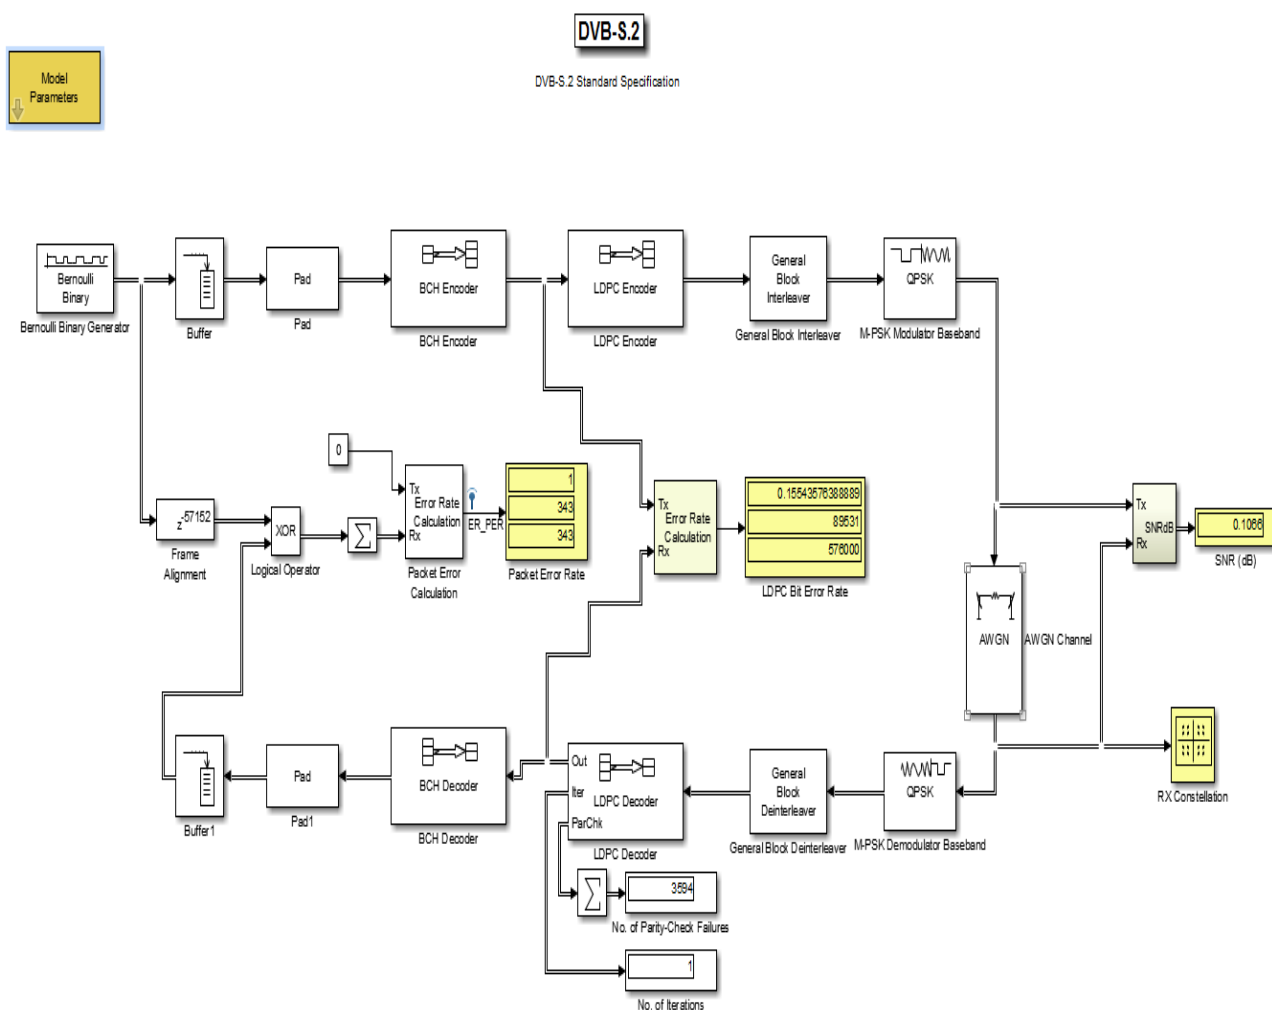 DVB-S.2
DVB-S.2 Standard Specification
Model
Parameters
Bernoulli
Binary
Bernoulli Binary Generator
Buffer
Pad
Pad
BCH Encoder
BCH Encoder
LDPC Encoder
LDPC Encoder
General
Block
Interleaver
General Block Interleaver
QPSK
M-PSK Modulator Baseband
0
Tx
Error Rate
Calculation
Rx
Packet Error
Calculation
ER_PER
1
343
343
Packet Error Rate
z-57152
Frame
Alignment
XOR
Logical Operator
Σ
Tx
Error Rate
Calculation
Rx
0.15543576388889
89531
576000
LDPC Bit Error Rate
Tx
SNRdB
Rx
0.1066
SNR (dB)
AWGN
AWGN Channel
RX Constellation
Buffer1
Pad
Pad1
BCH Decoder
BCH Decoder
Out
Iter
ParChk
LDPC Decoder
LDPC Decoder
General
Block
Deinterleaver
General Block Deinterleaver
QPSK
M-PSK Demodulator Baseband
Σ
3594
No. of Parity-Check Failures
1
No. of Iterations